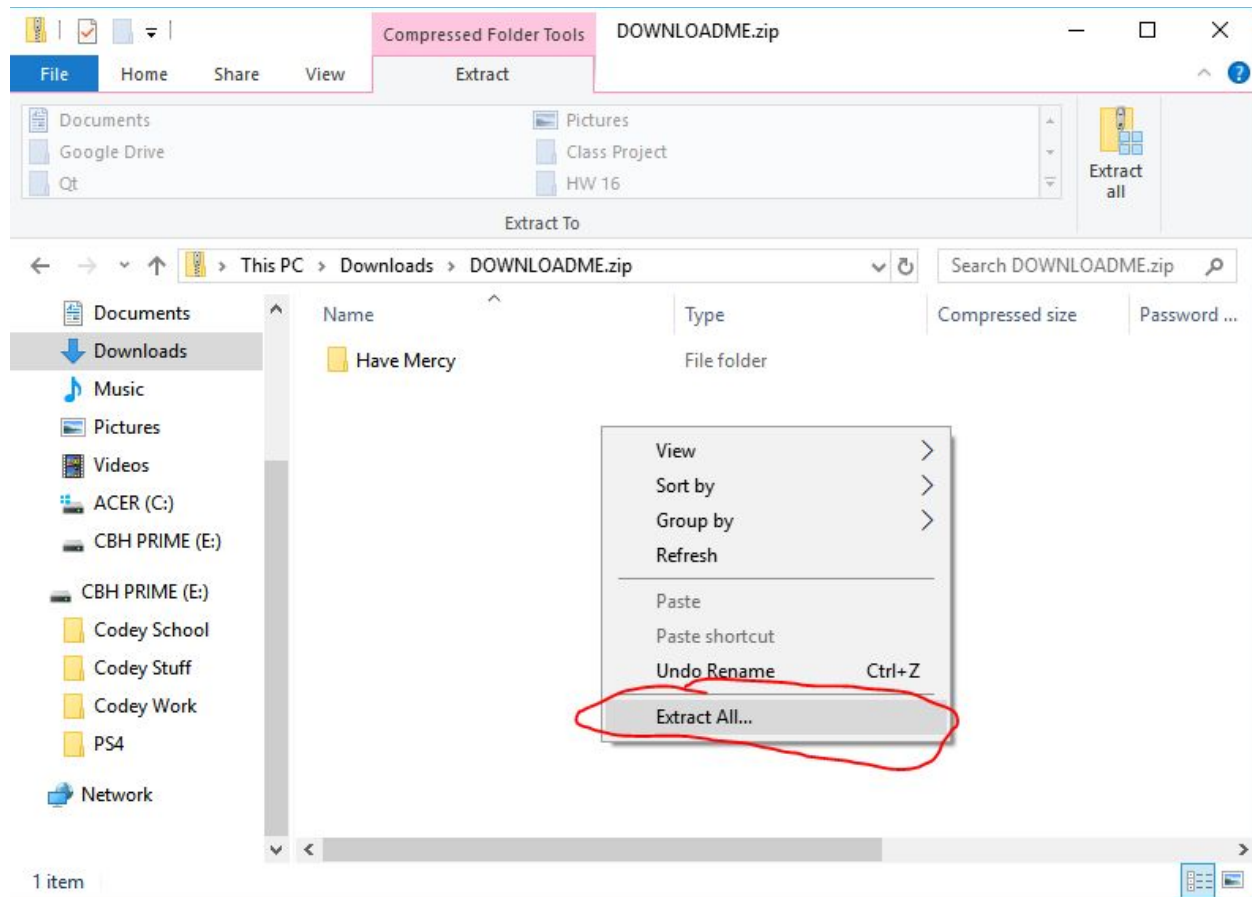 Compressed Folder Tools DOWNLOADME.zip
File Home Share View Extract
Documents Pictures
Google Drive Class Project
Qt HW 16
Extract all
Extract To
This PC > Downloads > DOWNLOADME.zip Search DOWNLOADME.zip
Name Type Compressed size Password ...
Documents
Downloads
Have Mercy File folder
Music
Pictures
Videos
ACER (C:)
CBH PRIME (E:)
CBH PRIME (E:)
Codey School
Codey Stuff
Codey Work
PS4
Network
View
Sort by
Group by
Refresh
Paste
Paste shortcut
Undo Rename Ctrl+Z
Extract All...
1 item